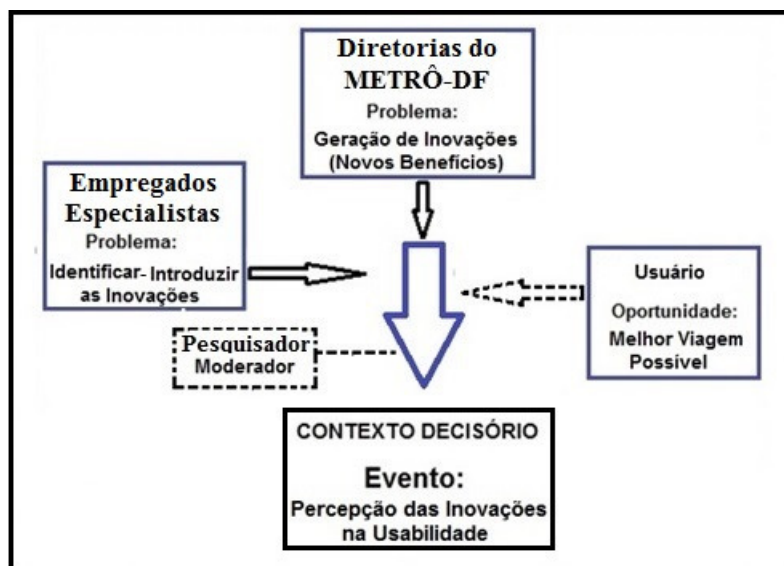 Diretorias do
METRÔ-DF
Problema:
Geração de Inovações
(Novos Benefícios)
Empregados
Especialistas
Problema:
Identificar- Introduzir
as Inovações
Usuário
Oportunidade:
Melhor Viagem
Possível
Pesquisador
Moderador
CONTEXTO DECISÓRIO
Evento:
Percepção das Inovações
na Usabilidade